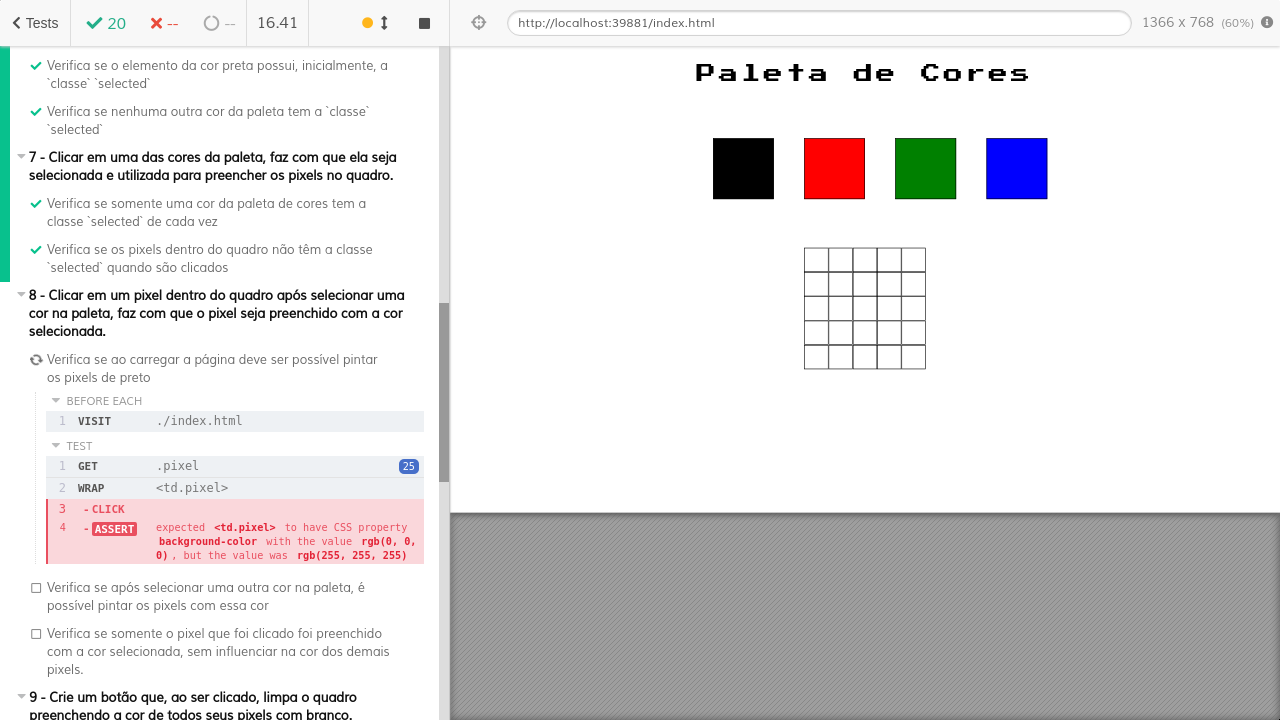 Tests
20
--
--
16.41
http://localhost:39881/index.html
1366 x 768 (60%)
Verifica se o elemento da cor preta possui, inicialmente, a
`classe` `selected`
Verifica se nenhuma outra cor da paleta tem a `classe`
`selected`
7 - Clicar em uma das cores da paleta, faz com que ela seja
selecionada e utilizada para preencher os pixels no quadro.
Verifica se somente uma cor da paleta de cores tem a
classe `selected` de cada vez
Verifica se os pixels dentro do quadro não têm a classe
`selected` quando são clicados
8 - Clicar em um pixel dentro do quadro após selecionar uma
cor na paleta, faz com que o pixel seja preenchido com a cor
selecionada.
Verifica se ao carregar a página deve ser possível pintar
os pixels de preto
BEFORE EACH
1 VISIT ./index.html
TEST
1 GET .pixel 25
2 WRAP <td.pixel>
3 - CLICK
4 - ASSERT expected <td.pixel> to have CSS property
background-color with the value rgb(0, 0,
0) , but the value was rgb(255, 255, 255)
Verifica se após selecionar uma outra cor na paleta, é
possível pintar os pixels com essa cor
Verifica se somente o pixel que foi clicado foi preenchido
com a cor selecionada, sem influenciar na cor dos demais
pixels.
9 - Crie um botão que, ao ser clicado, limpa o quadro
preenchendo a cor de todos seus pixels com branco.
Paleta de Cores